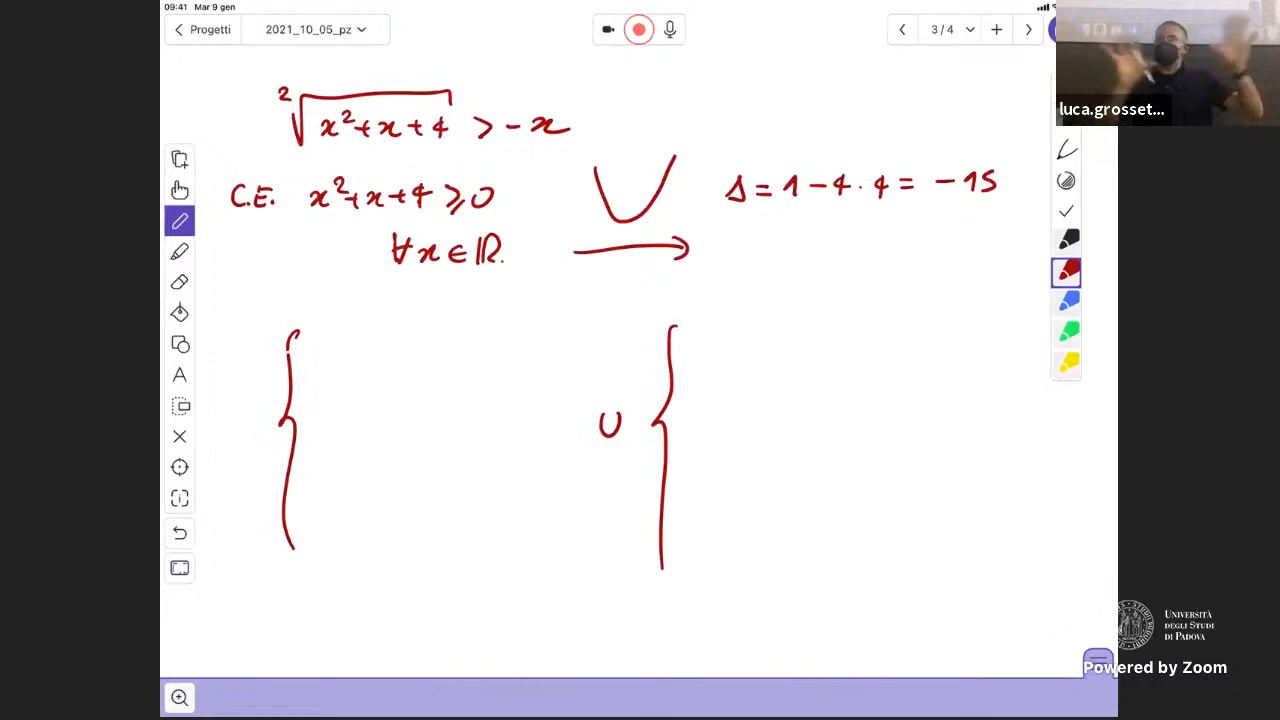 09:41 Mar 9 gen
Progetti
2021_10_05_pz
3/4
luca.grosset...
²√x²+x+4 > -x
C.E. x²+x+4 ⩾ 0
Δ = 1 - 4 · 4 = -15
∀x ∈ ℝ.
∪
A
UNIVERSITÀ
DEGLI STUDI
DI PADOVA
Powered by Zoom